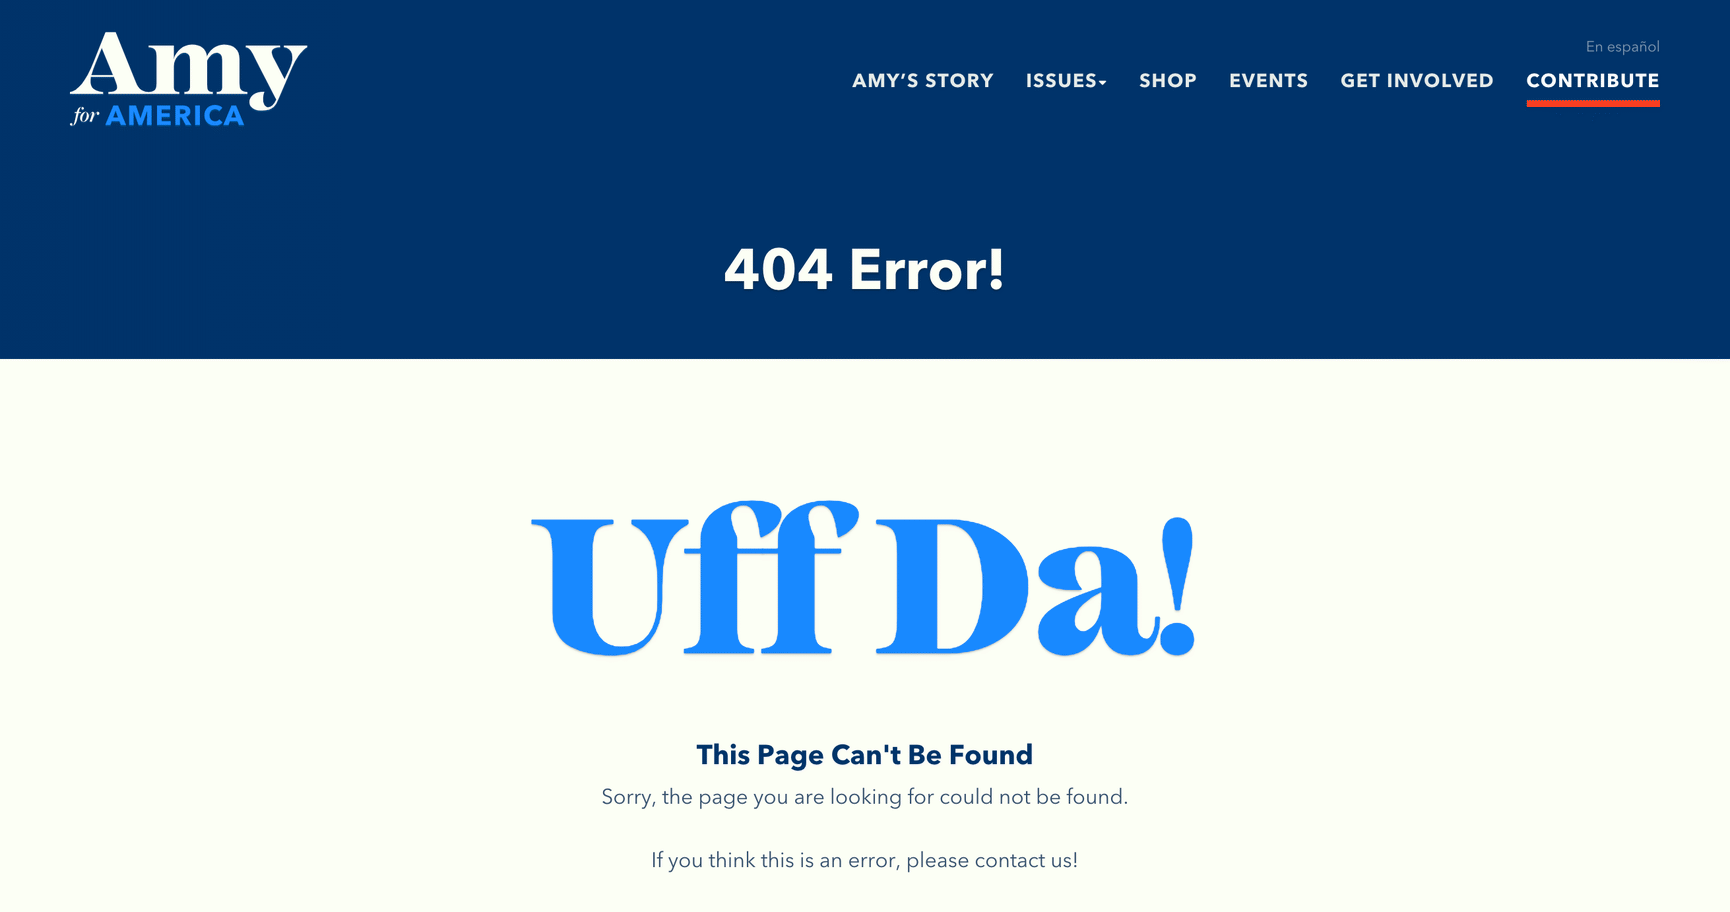 Amy
for AMERICA
En español
AMY’S STORY ISSUES SHOP EVENTS GET INVOLVED CONTRIBUTE
404 Error!
Uff Da!
This Page Can't Be Found
Sorry, the page you are looking for could not be found.
If you think this is an error, please contact us!